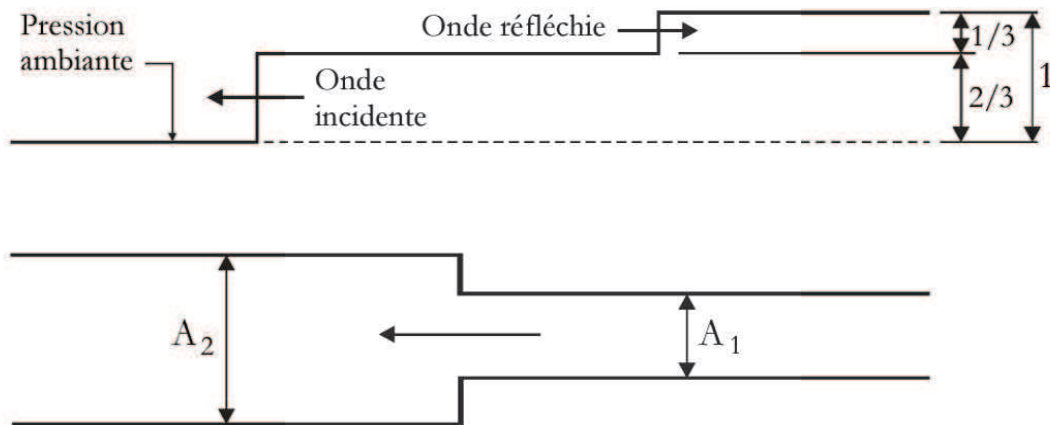 Pression
ambiante
Onde réfléchie
1/3
1
Onde
incidente
2/3
A2
A1